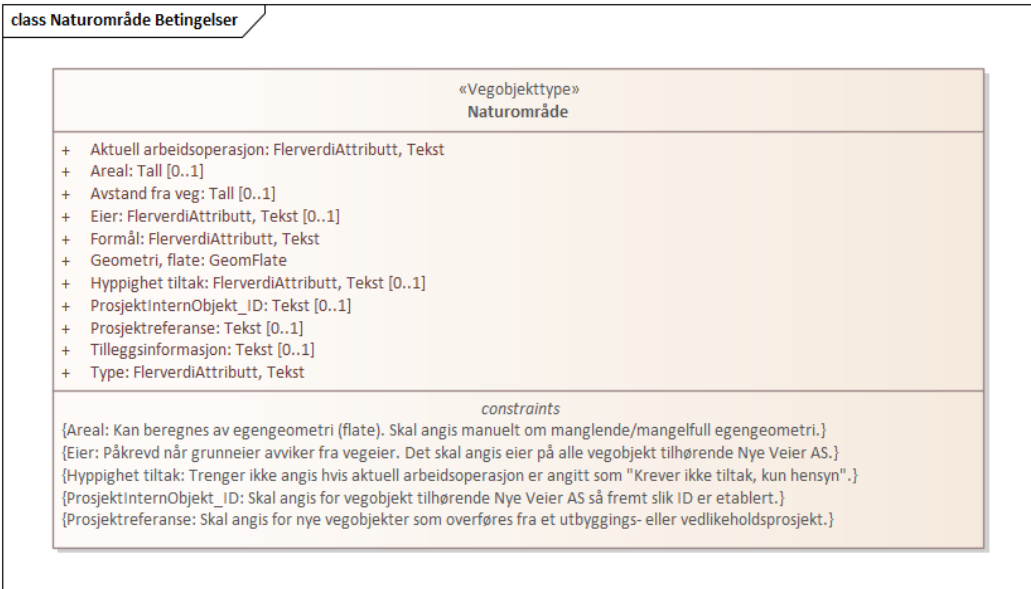 class Naturområde Betingelser
«Vegobjekttype»
Naturområde
+ Aktuell arbeidsoperasjon: FlerverdiAttributt, Tekst
+ Areal: Tall [0..1]
+ Avstand fra veg: Tall [0..1]
+ Eier: FlerverdiAttributt, Tekst [0..1]
+ Formål: FlerverdiAttributt, Tekst
+ Geometri, flate: GeomFlate
+ Hyppighet tiltak: FlerverdiAttributt, Tekst [0..1]
+ ProsjektInternObjekt_ID: Tekst [0..1]
+ Prosjektreferanse: Tekst [0..1]
+ Tilleggsinformasjon: Tekst [0..1]
+ Type: FlerverdiAttributt, Tekst
constraints
{Areal: Kan beregnes av egengeometri (flate). Skal angis manuelt om manglende/mangelfull egengeometri.}
{Eier: Påkrevd når grunneier avviker fra vegeier. Det skal angis eier på alle vegobjekt tilhørende Nye Veier AS.}
{Hyppighet tiltak: Trenger ikke angis hvis aktuell arbeidsoperasjon er angitt som "Krever ikke tiltak, kun hensyn".}
{ProsjektInternObjekt_ID: Skal angis for vegobjekt tilhørende Nye Veier AS så fremt slik ID er etablert.}
{Prosjektreferanse: Skal angis for nye vegobjekter som overføres fra et utbyggings- eller vedlikeholdsprosjekt.}